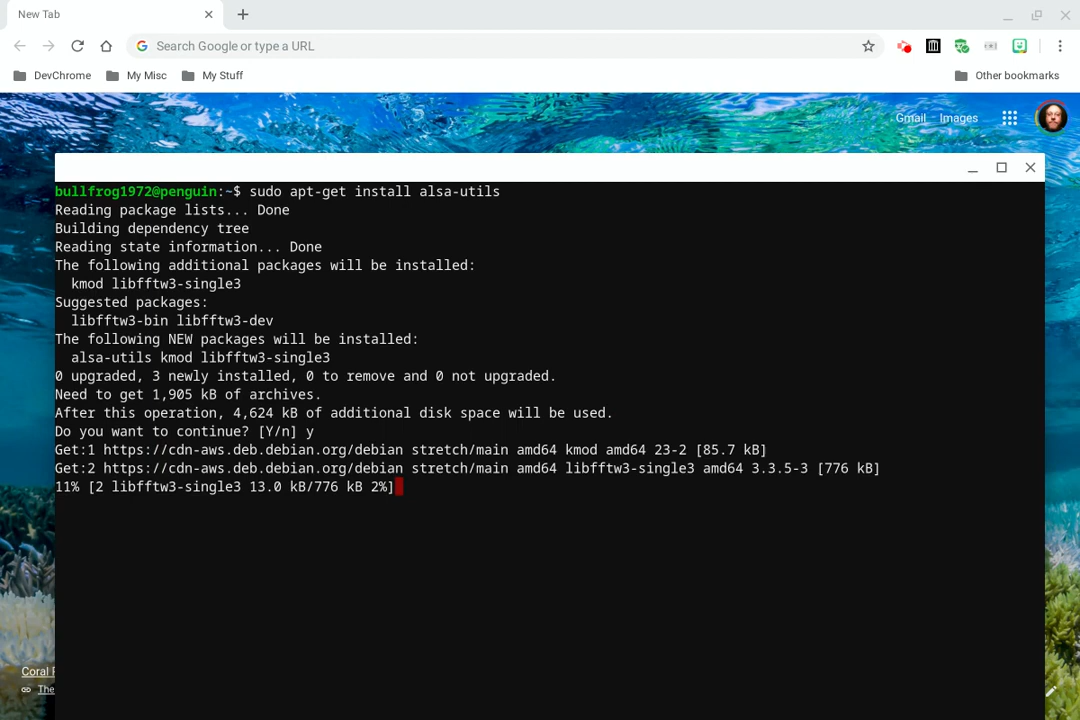 New Tab
Search Google or type a URL
DevChrome
My Misc
My Stuff
Other bookmarks
Gmail
Images
bullfrog1972@penguin:~$ sudo apt-get install alsa-utils
Reading package lists... Done
Building dependency tree
Reading state information... Done
The following additional packages will be installed:
kmod libfftw3-single3
Suggested packages:
libfftw3-bin libfftw3-dev
The following NEW packages will be installed:
alsa-utils kmod libfftw3-single3
0 upgraded, 3 newly installed, 0 to remove and 0 not upgraded.
Need to get 1,905 kB of archives.
After this operation, 4,624 kB of additional disk space will be used.
Do you want to continue? [Y/n] y
Get:1 https://cdn-aws.deb.debian.org/debian stretch/main amd64 kmod amd64 23-2 [85.7 kB]
Get:2 https://cdn-aws.deb.debian.org/debian stretch/main amd64 libfftw3-single3 amd64 3.3.5-3 [776 kB]
11% [2 libfftw3-single3 13.0 kB/776 kB 2%]
Coral
The